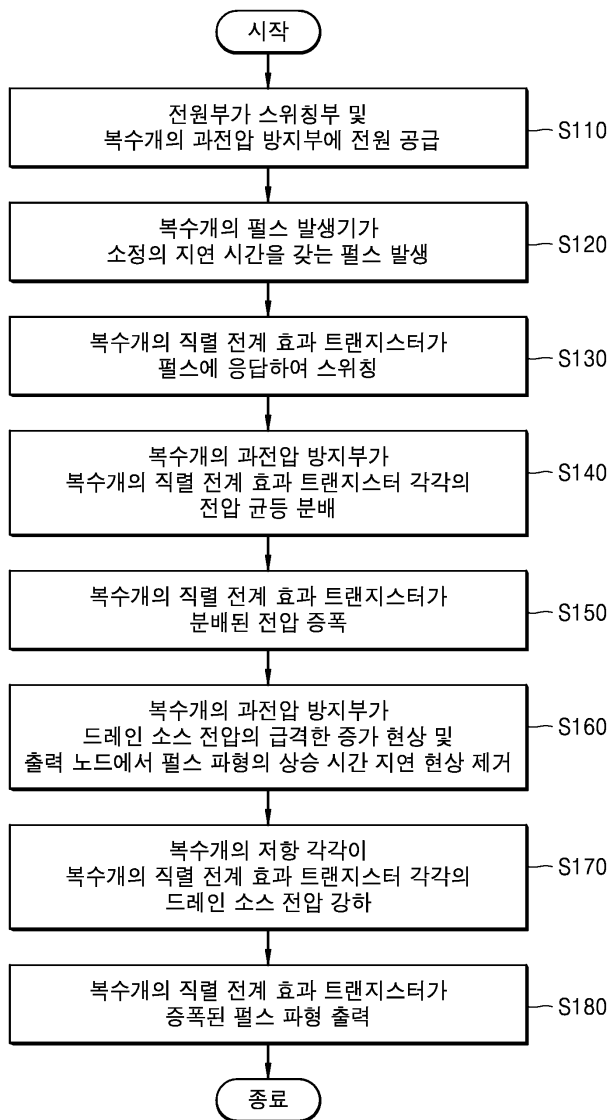 시작
전원부가 스위칭부 및
복수개의 과전압 방지부에 전원 공급
S110
복수개의 펄스 발생기가
소정의 지연 시간을 갖는 펄스 발생
S120
복수개의 직렬 전계 효과 트랜지스터가
펄스에 응답하여 스위칭
S130
복수개의 과전압 방지부가
복수개의 직렬 전계 효과 트랜지스터 각각의
전압 균등 분배
S140
복수개의 직렬 전계 효과 트랜지스터가
분배된 전압 증폭
S150
복수개의 과전압 방지부가
드레인 소스 전압의 급격한 증가 현상 및
출력 노드에서 펄스 파형의 상승 시간 지연 현상 제거
S160
복수개의 저항 각각이
복수개의 직렬 전계 효과 트랜지스터 각각의
드레인 소스 전압 강하
S170
복수개의 직렬 전계 효과 트랜지스터가
증폭된 펄스 파형 출력
S180
종료